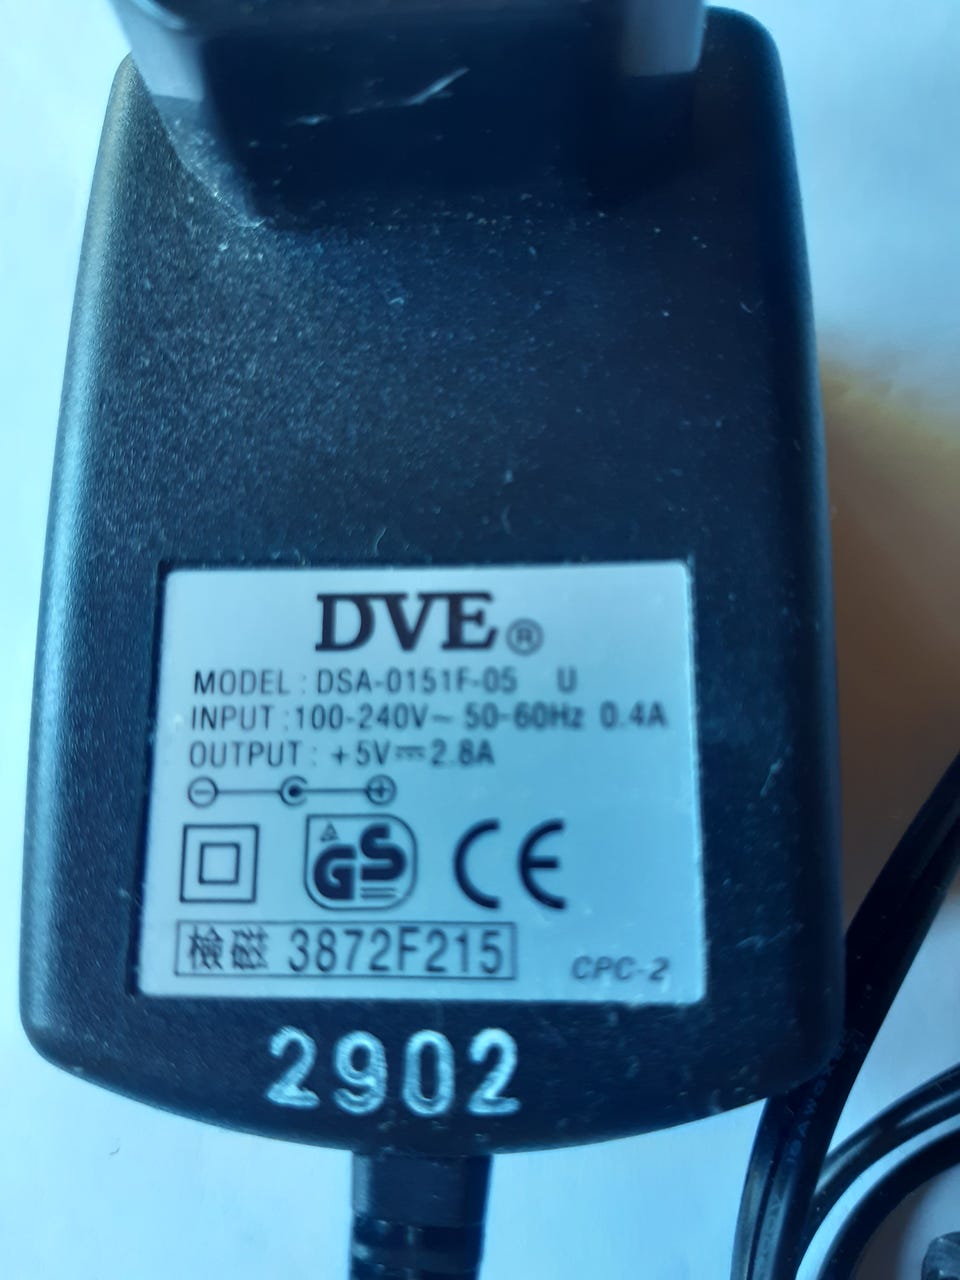 DVE®
MODEL : DSA-0151F-05 U
INPUT :100-240V~ 50-60Hz 0.4A
OUTPUT : +5V⎓2.8A
GS
CE
檢磁 3872F215
CPC-2
2902